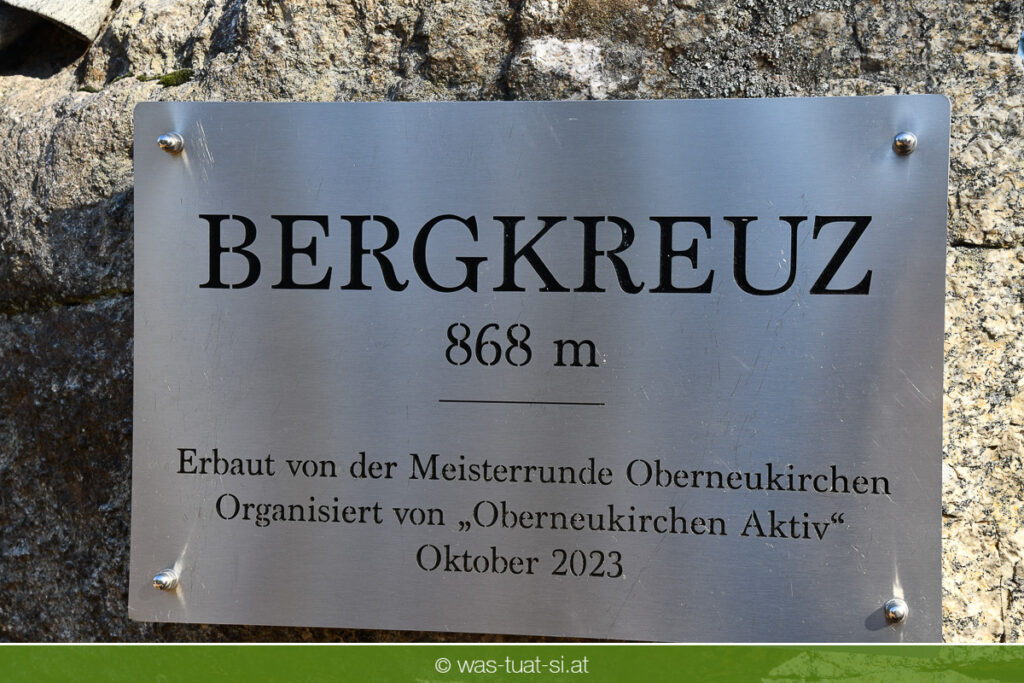 BERGKREUZ
868 m
Erbaut von der Meisterrunde Oberneukirchen
Organisiert von „Oberneukirchen Aktiv“
Oktober 2023
© was-tuat-si.at